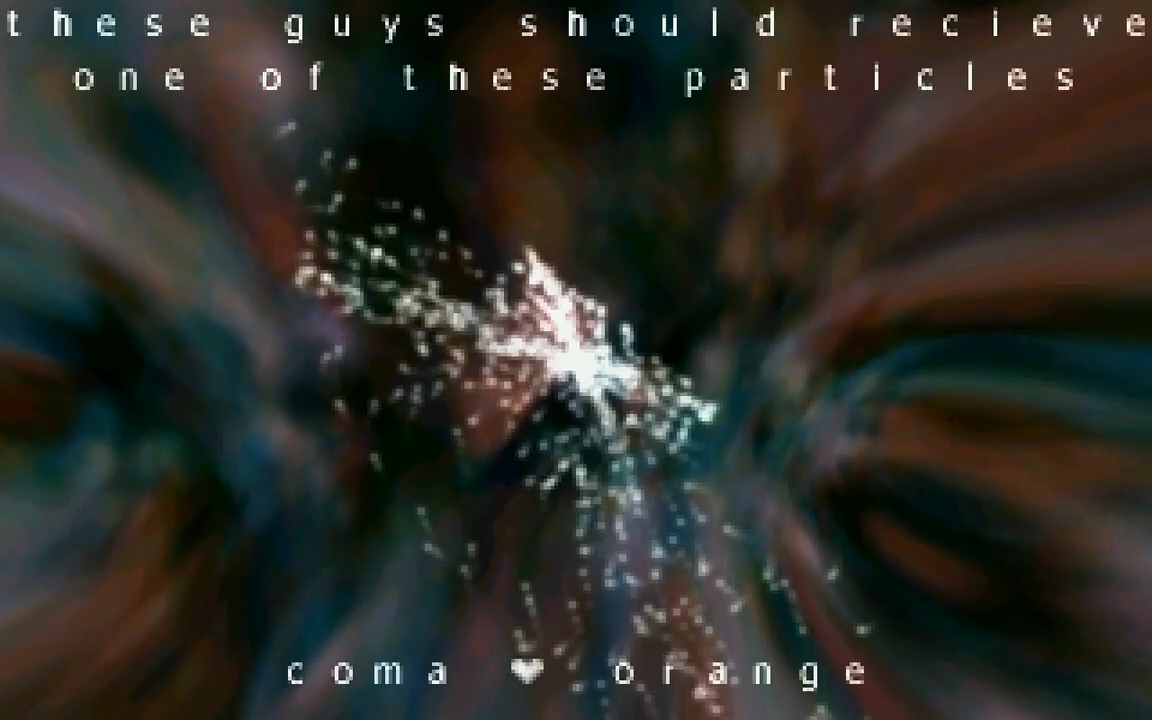 these guys should recieve
one of these particles
coma ♥ orange